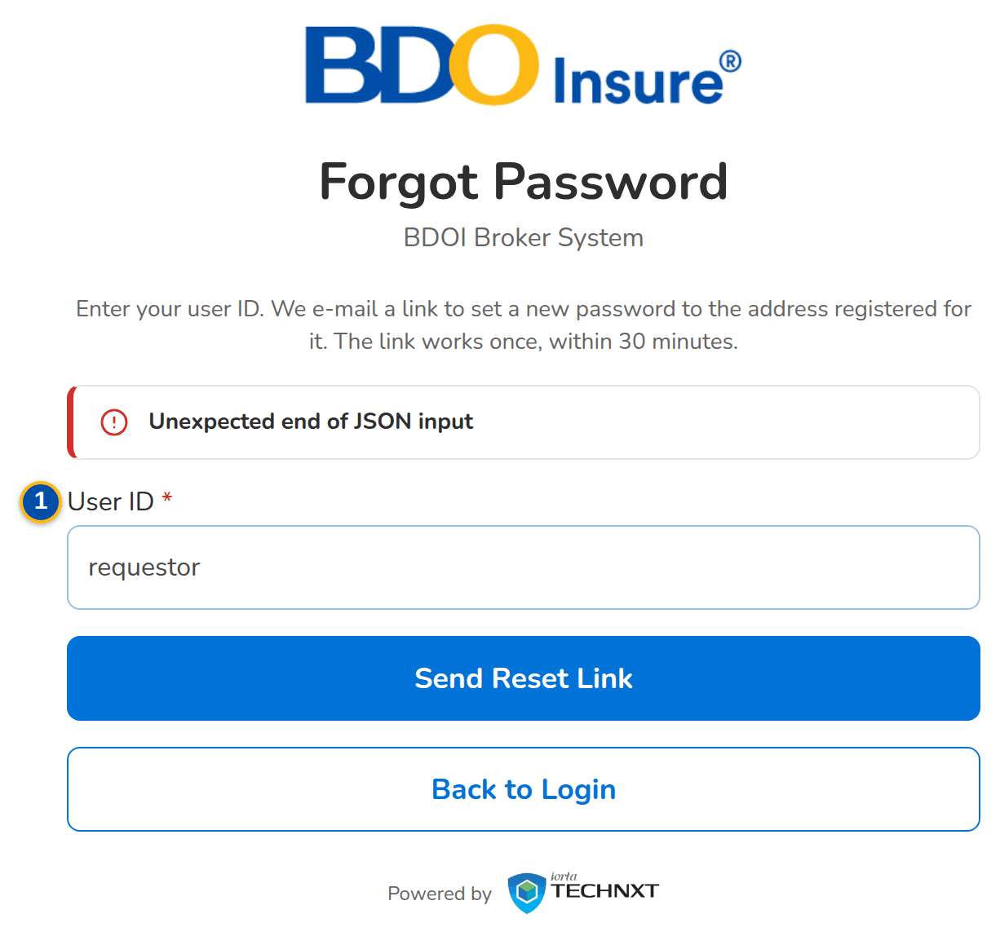 BDO Insure®
Forgot Password
BDOI Broker System
Enter your user ID. We e-mail a link to set a new password to the address registered for
it. The link works once, within 30 minutes.
Unexpected end of JSON input
1 User ID *
requestor
Send Reset Link
Back to Login
Powered by iorta TECHNXT